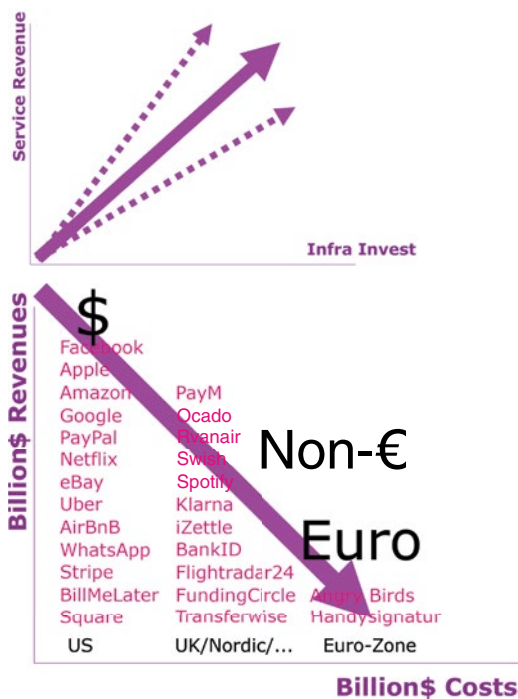 Service Revenue
Infra Invest
Billion$ Revenues
$
Facebook
Apple
Amazon PayM
Google Ocado
PayPal Ryanair
Netflix Swish
eBay Spotify
Non-€
Uber Klarna
AirBnB iZettle
WhatsApp BankID
Euro
Stripe Flightradar24
BillMeLater FundingCircle Angry Birds
Square Transferwise Handysignatur
US UK/Nordic/... Euro-Zone
Billion$ Costs